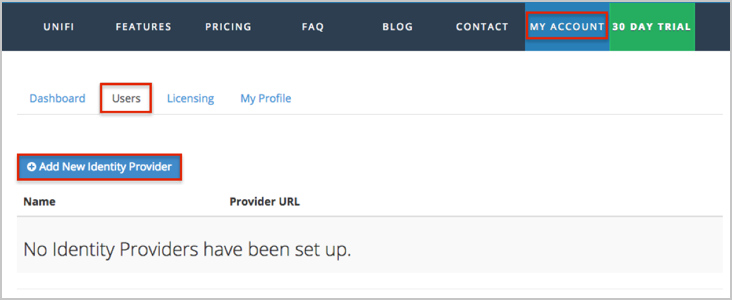 UNIFI FEATURES PRICING FAQ BLOG CONTACT MY ACCOUNT 30 DAY TRIAL
Dashboard Users Licensing My Profile
Add New Identity Provider
Name Provider URL
No Identity Providers have been set up.